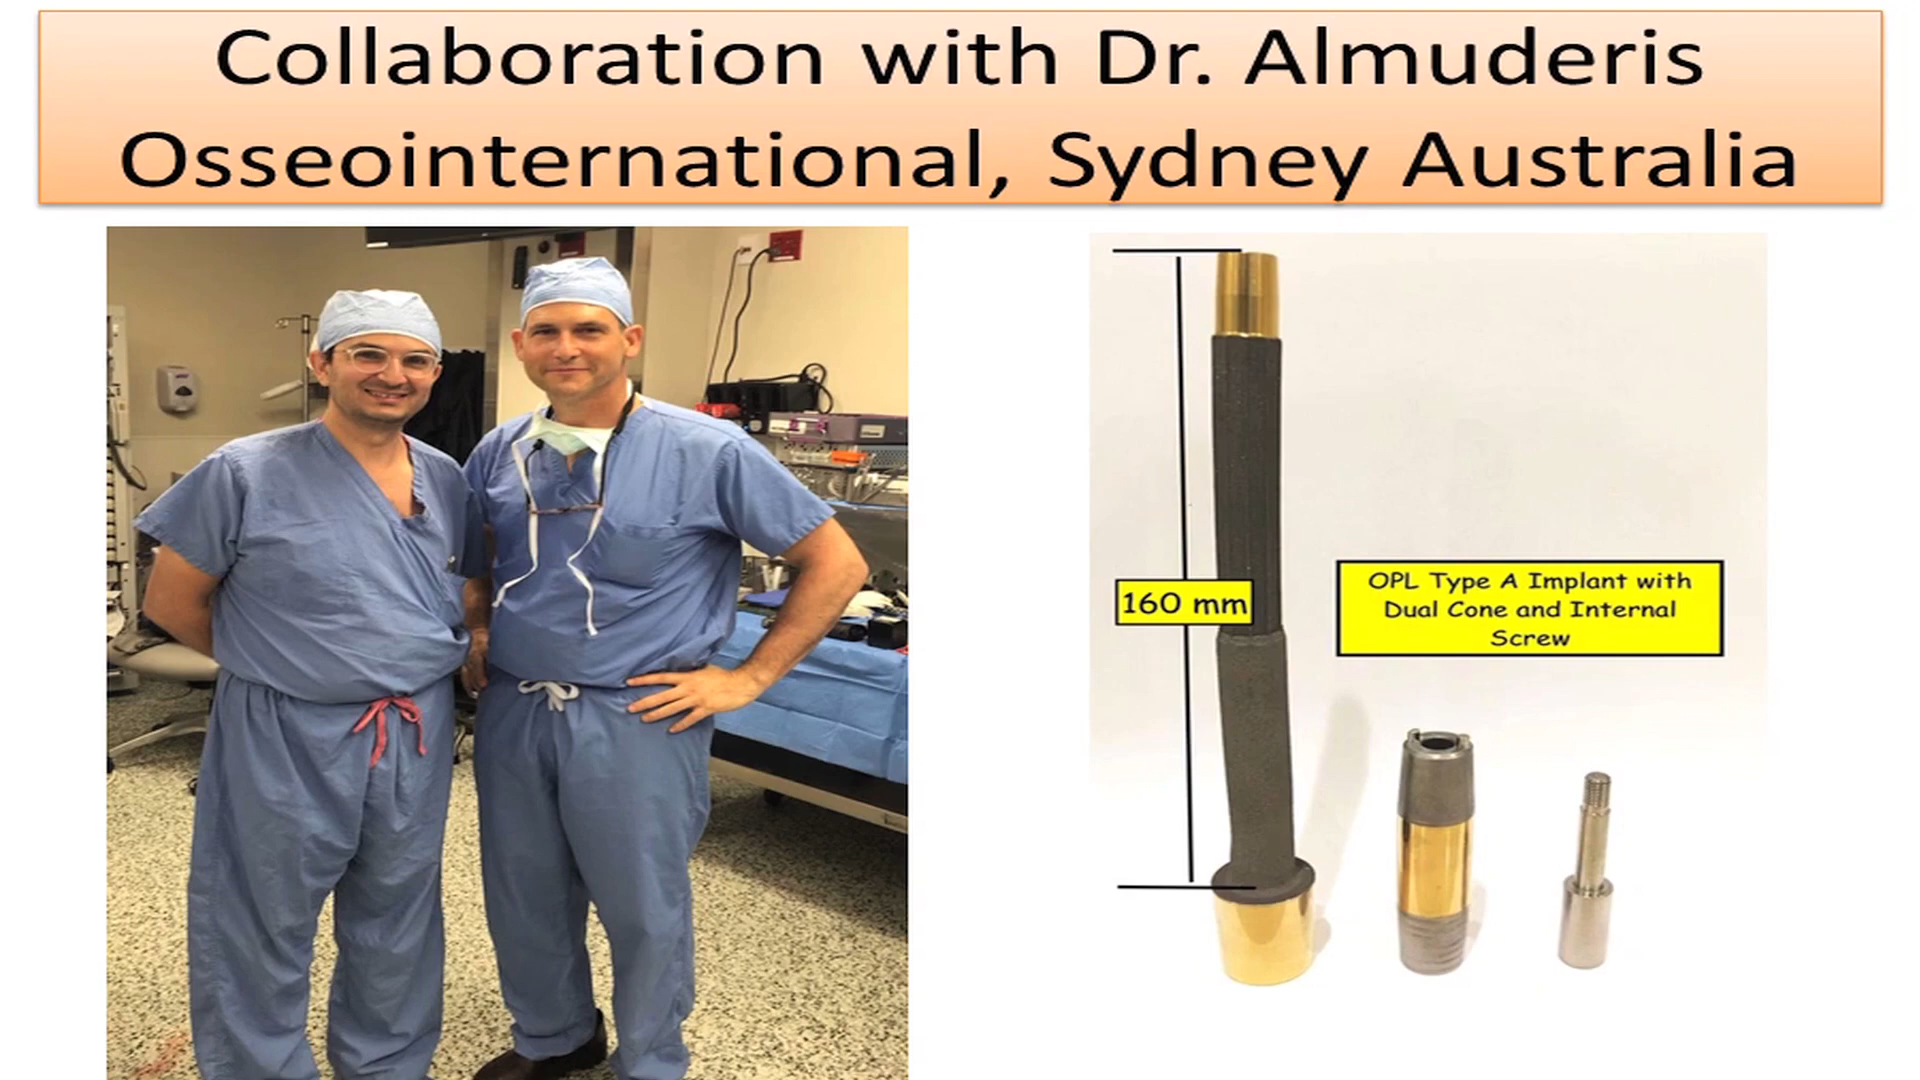 Collaboration with Dr. Almuderis
Osseointernational, Sydney Australia
160 mm
OPL Type A Implant with
Dual Cone and Internal
Screw